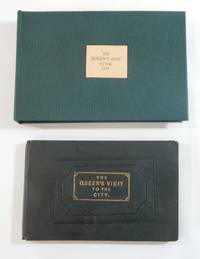 THE
QUEEN'S VISIT
TO THE
CITY
THE
QUEEN'S VISIT
TO THE
CITY.